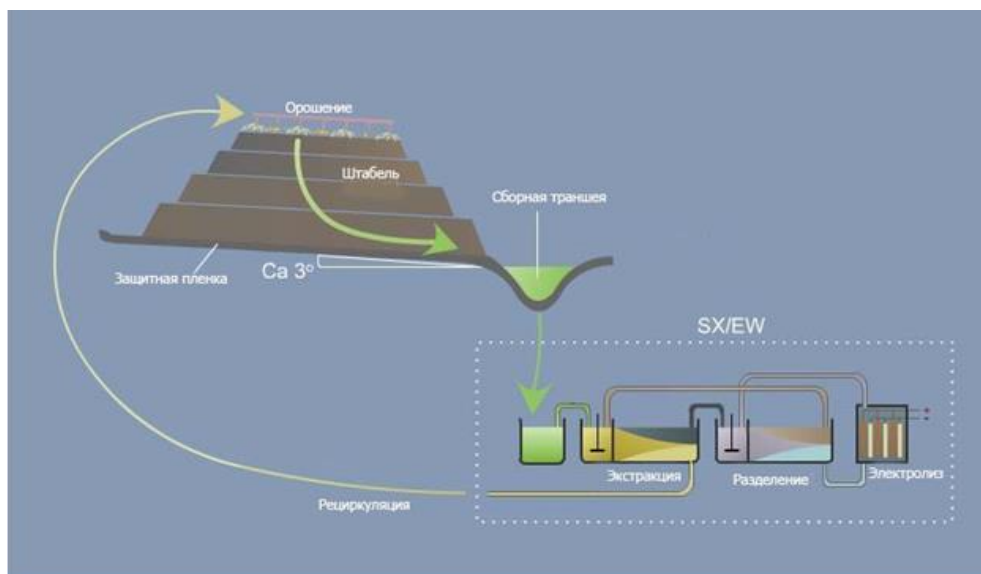 Орошение
Штабель
Сборная траншея
Защитная пленка
Ca 3°
SX/EW
Экстракция
Разделение
Электролиз
Рециркуляция